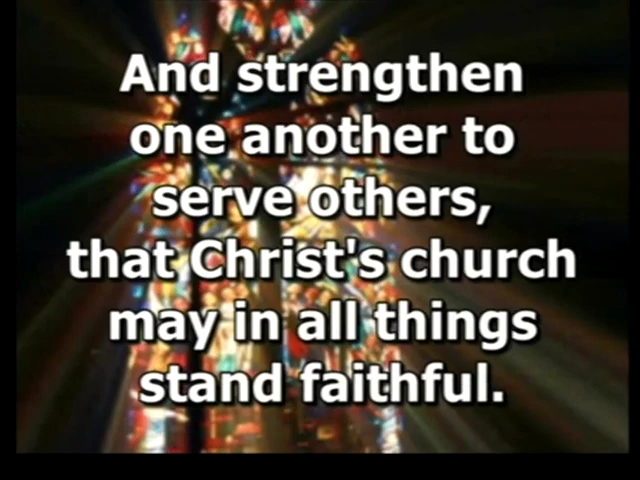 And strengthen
one another to
serve others,
that Christ's church
may in all things
stand faithful.